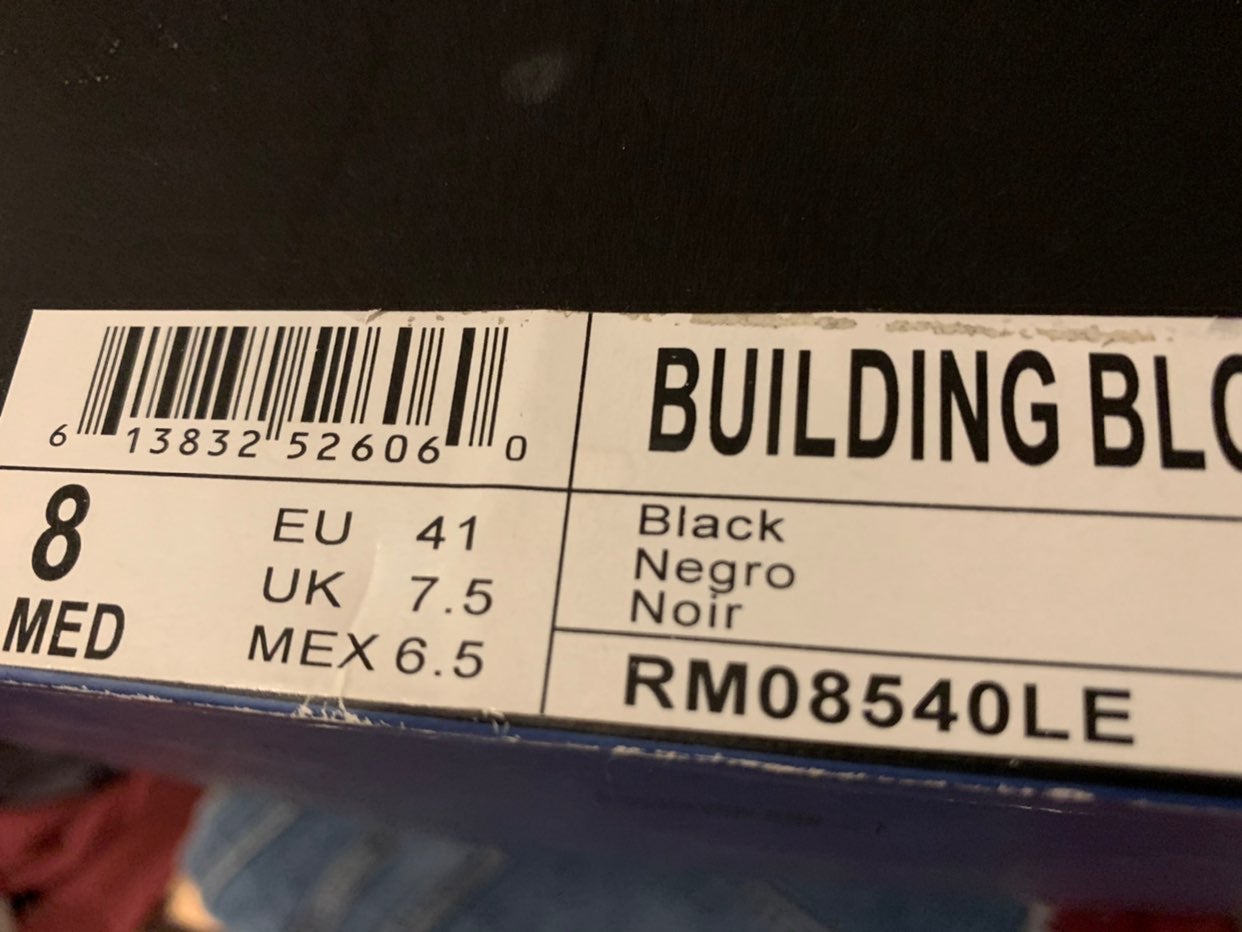 6 13832 52606 0
BUILDING BLO
8
MED
EU 41
UK 7.5
MEX 6.5
Black
Negro
Noir
RM08540LE